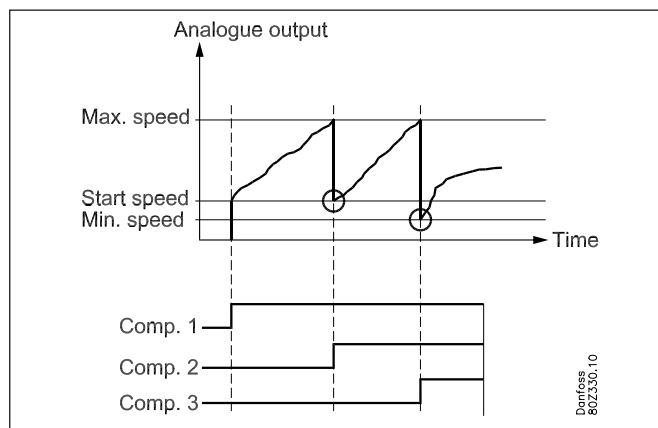 Analogue output
Max. speed
Start speed
Min. speed
Time
Comp. 1
Comp. 2
Comp. 3
Danfoss
80Z330.10